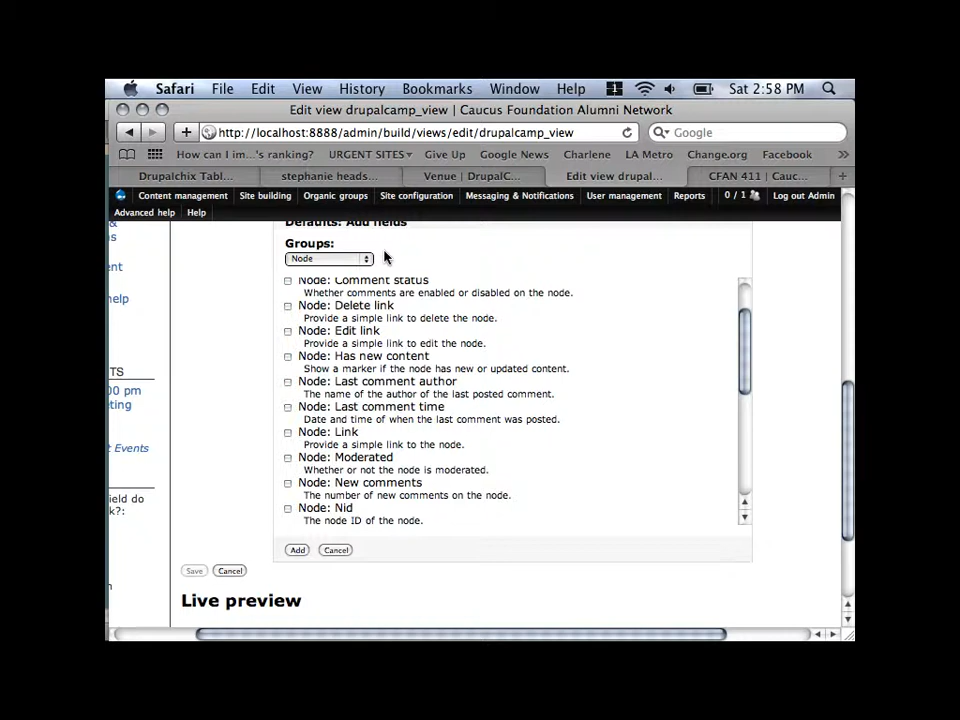 Safari File Edit View History Bookmarks Window Help 1 Sat 2:58 PM
Edit view drupalcamp_view | Caucus Foundation Alumni Network
http://localhost:8888/admin/build/views/edit/drupalcamp_view Google
How can I im...'s ranking? URGENT SITES Give Up Google News Charlene LA Metro Change.org Facebook
Drupalchix Tabl... stephanie heads... Venue | DrupalC... Edit view drupal... CFAN 411 | Cauc...
Content management Site building Organic groups Site configuration Messaging & Notifications User management Reports 0 / 1 Log out Admin
Advanced help Help
Defaults: Add fields
&
s
Groups:
Node
ent
help
Node: Comment status
Whether comments are enabled or disabled on the node.
Node: Delete link
Provide a simple link to delete the node.
Node: Edit link
Provide a simple link to edit the node.
Node: Has new content
Show a marker if the node has new or updated content.
TS
Node: Last comment author
The name of the author of the last posted comment.
00 pm
eting
Node: Last comment time
Date and time of when the last comment was posted.
Node: Link
Provide a simple link to the node.
t Events
Node: Moderated
Whether or not the node is moderated.
Node: New comments
The number of new comments on the node.
ield do
k?:
Node: Nid
The node ID of the node.
Add Cancel
Save Cancel
Live preview